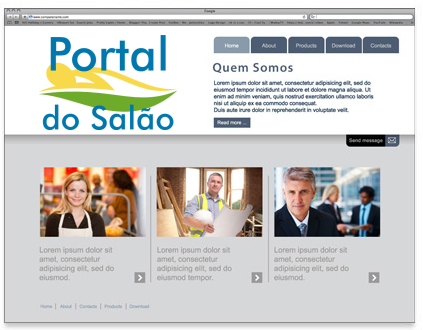 www.companyname.com
Portal
do Salão
Home
About
Products
Download
Contacts
Quem Somos
Lorem ipsum dolor sit amet, consectetur adipisicing elit, sed do
eiusmod tempor incididunt ut labore et dolore magna aliqua. Ut
enim ad minim veniam, quis nostrud exercitation ullamco laboris
nisi ut aliquip ex ea commodo consequat.
Duis aute irure dolor in reprehenderit in voluptate velit.
Read more ...
Send message
Lorem ipsum dolor sit
amet, consectetur
adipisicing elit, sed do
eiusmod.
Lorem ipsum dolor sit
amet, consectetur
adipisicing elit, sed do
eiusmod tempor.
Lorem ipsum dolor sit
amet, consectetur
adipisicing elit, sed do
eiusmod.
Home | About | Contacts | Products | Download